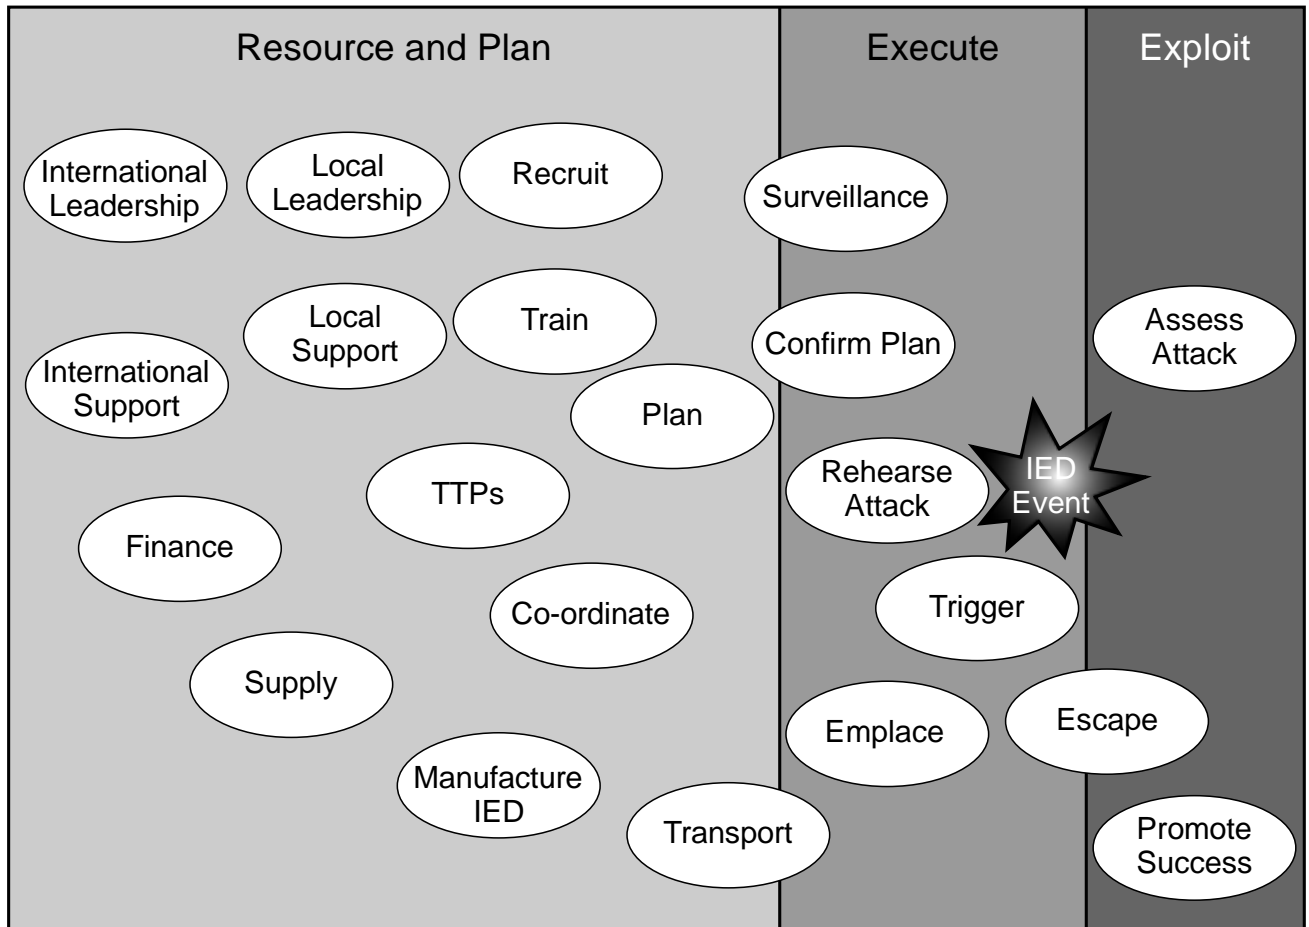 Resource and Plan
Execute
Exploit
International
Leadership
Local
Leadership
Recruit
Surveillance
International
Support
Local
Support
Train
Plan
Confirm Plan
Assess
Attack
TTPs
Rehearse
Attack
IED
Event
Finance
Co-ordinate
Trigger
Supply
Emplace
Escape
Manufacture
IED
Transport
Promote
Success